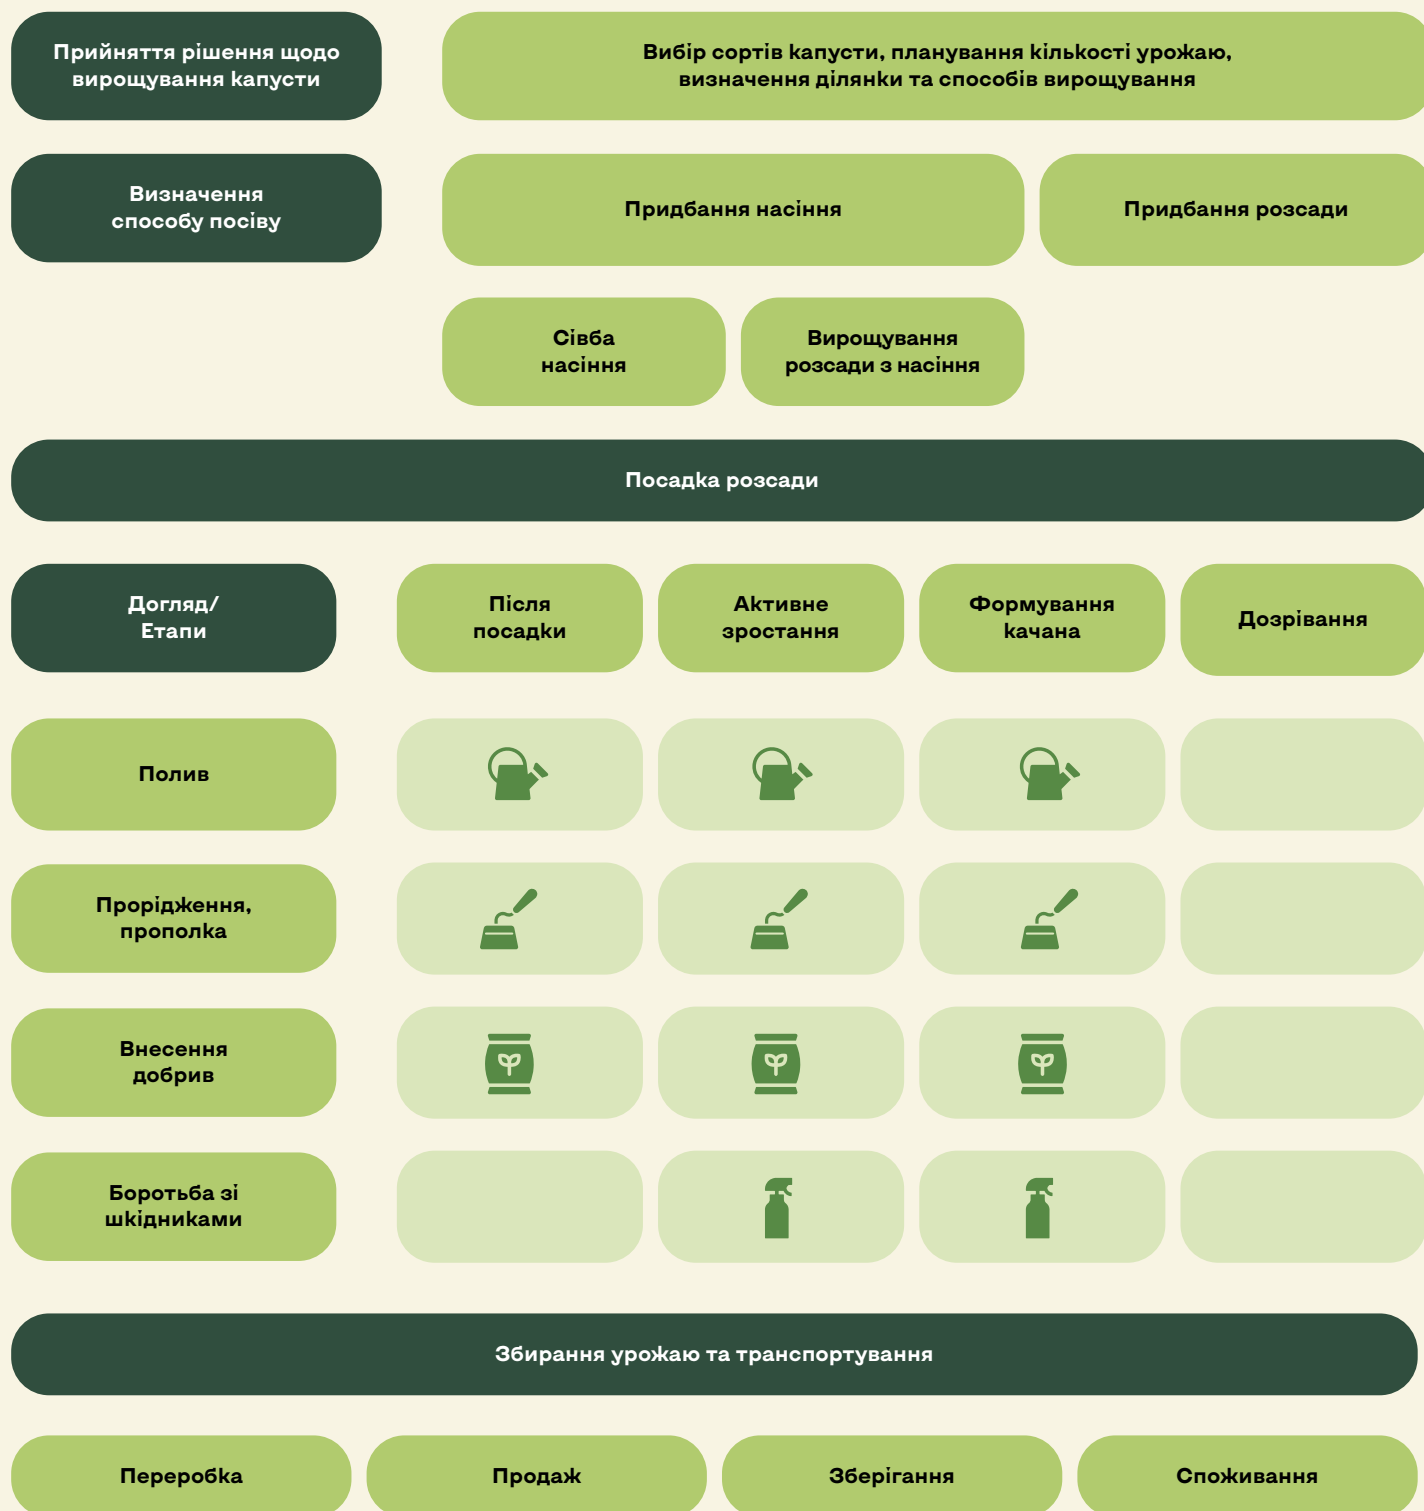 Прийняття рішення щодо
вирощування капусти
Вибір сортів капусти, планування кількості урожаю,
визначення ділянки та способів вирощування
Визначення
способу посіву
Придбання насіння
Придбання розсади
Сівба
насіння
Вирощування
розсади з насіння
Посадка розсади
Догляд/
Етапи
Після
посадки
Активне
зростання
Формування
качана
Дозрівання
Полив
Прорідження,
прополка
Внесення
добрив
Боротьба зі
шкідниками
Збирання урожаю та транспортування
Переробка
Продаж
Зберігання
Споживання